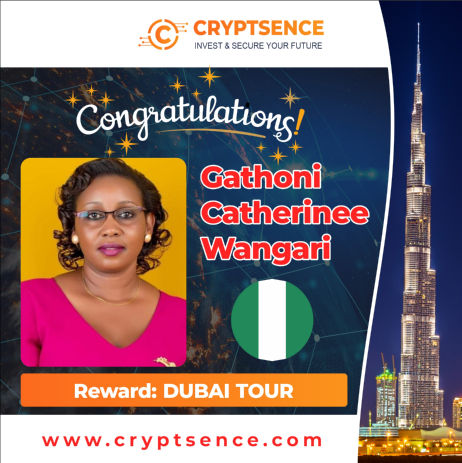 CRYPTSENCE
INVEST & SECURE YOUR FUTURE
Congratulations!
Gathoni
Catherinee
Wangari
Reward: DUBAI TOUR
www.cryptsence.com